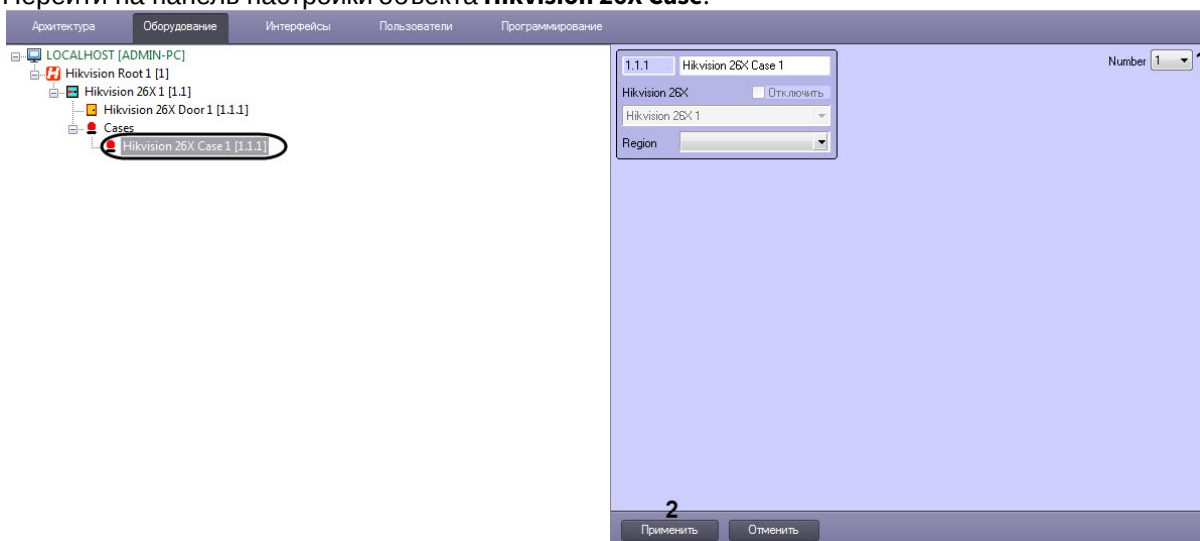 Перейти на панель настройки объекта Hikvision 26X Case.
Архитектура Оборудование Интерфейсы Пользователи Программирование
LOCALHOST [ADMIN-PC]
Hikvision Root 1 [1]
Hikvision 26X 1 [1.1]
Hikvision 26X Door 1 [1.1.1]
Cases
Hikvision 26X Case 1 [1.1.1]
1.1.1 Hikvision 26X Case 1
Hikvision 26X Отключить
Hikvision 26X 1
Region
Number 1 1
2
Применить Отменить